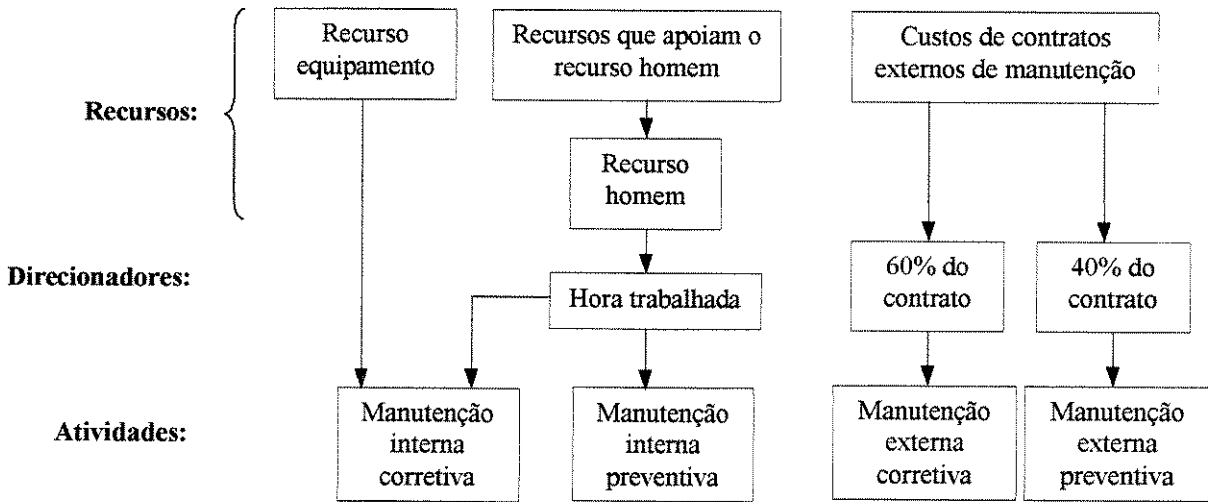 Recursos:
Recurso
equipamento
Recursos que apoiam o
recurso homem
Custos de contratos
externos de manutenção
Recurso
homem
Direcionadores:
Hora trabalhada
60% do
contrato
40% do
contrato
Atividades:
Manutenção
interna
corretiva
Manutenção
interna
preventiva
Manutenção
externa
corretiva
Manutenção
externa
preventiva